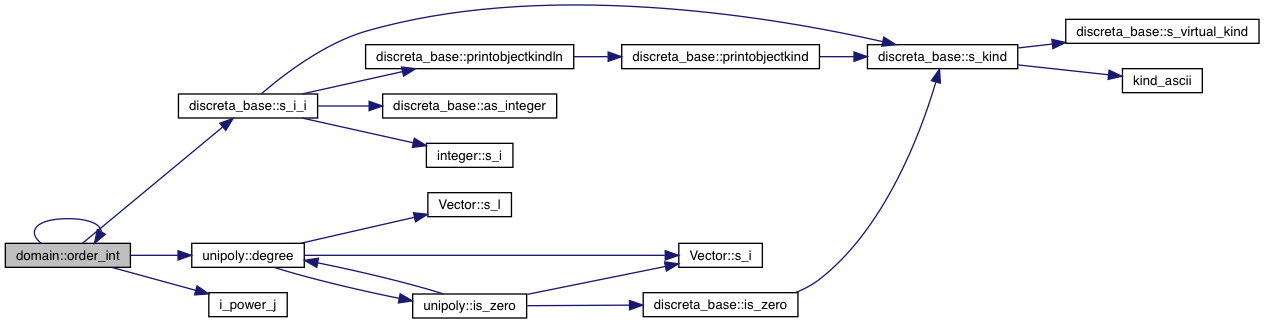 domain::order_int
discreta_base::s_i_i
unipoly::degree
i_power_j
discreta_base::printobjectkindln
discreta_base::as_integer
integer::s_i
Vector::s_l
unipoly::is_zero
discreta_base::printobjectkind
Vector::s_i
discreta_base::is_zero
discreta_base::s_kind
discreta_base::s_virtual_kind
kind_ascii